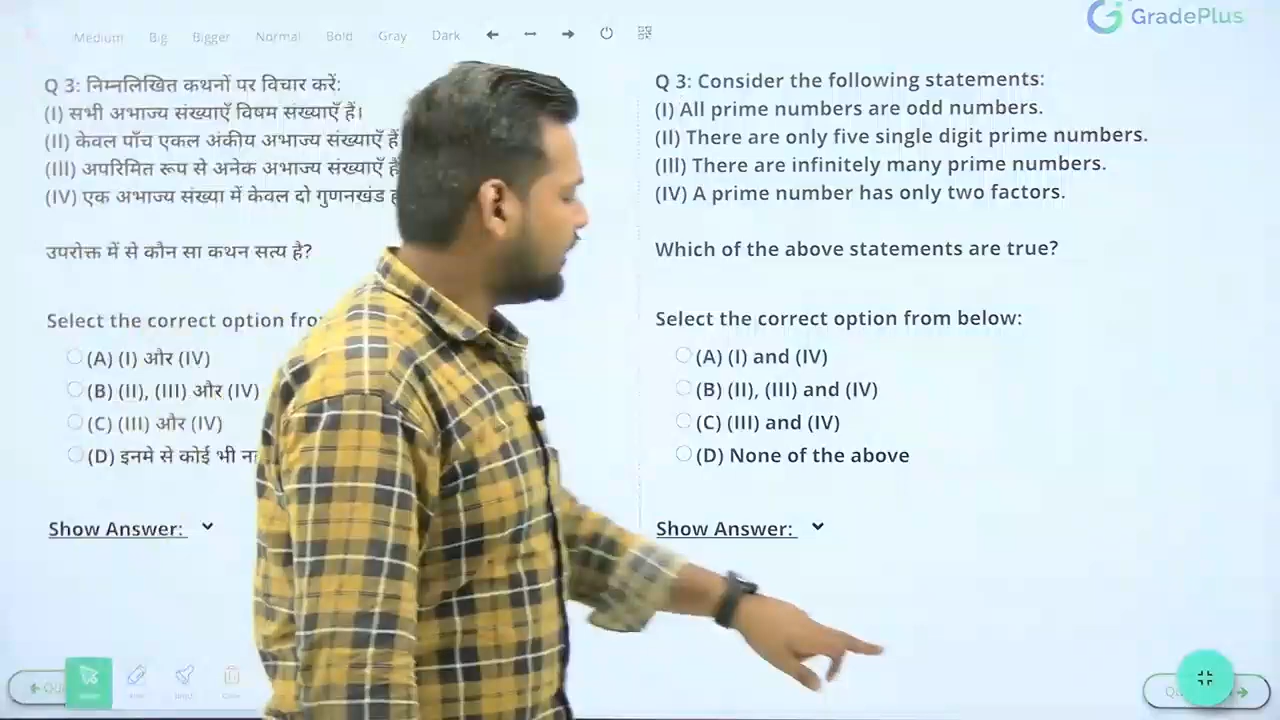 Medium Big Bigger Normal Bold Gray Dark
GradePlus
Q 3: निम्नलिखित कथनों पर विचार करें:
(I) सभी अभाज्य संख्याएँ विषम संख्याएँ हैं।
(II) केवल पाँच एकल अंकीय अभाज्य संख्याएँ हैं
(III) अपरिमित रूप से अनेक अभाज्य संख्याएँ
(IV) एक अभाज्य संख्या में केवल दो गुणनखंड
उपरोक्त में से कौन सा कथन सत्य है?
Select the correct option
(A) (I) और (IV)
(B) (II), (III) और (IV)
(C) (III) और (IV)
(D) इनमे से कोई भी
Show Answer:
Q 3: Consider the following statements:
(I) All prime numbers are odd numbers.
(II) There are only five single digit prime numbers.
(III) There are infinitely many prime numbers.
(IV) A prime number has only two factors.
Which of the above statements are true?
Select the correct option from below:
(A) (I) and (IV)
(B) (II), (III) and (IV)
(C) (III) and (IV)
(D) None of the above
Show Answer: